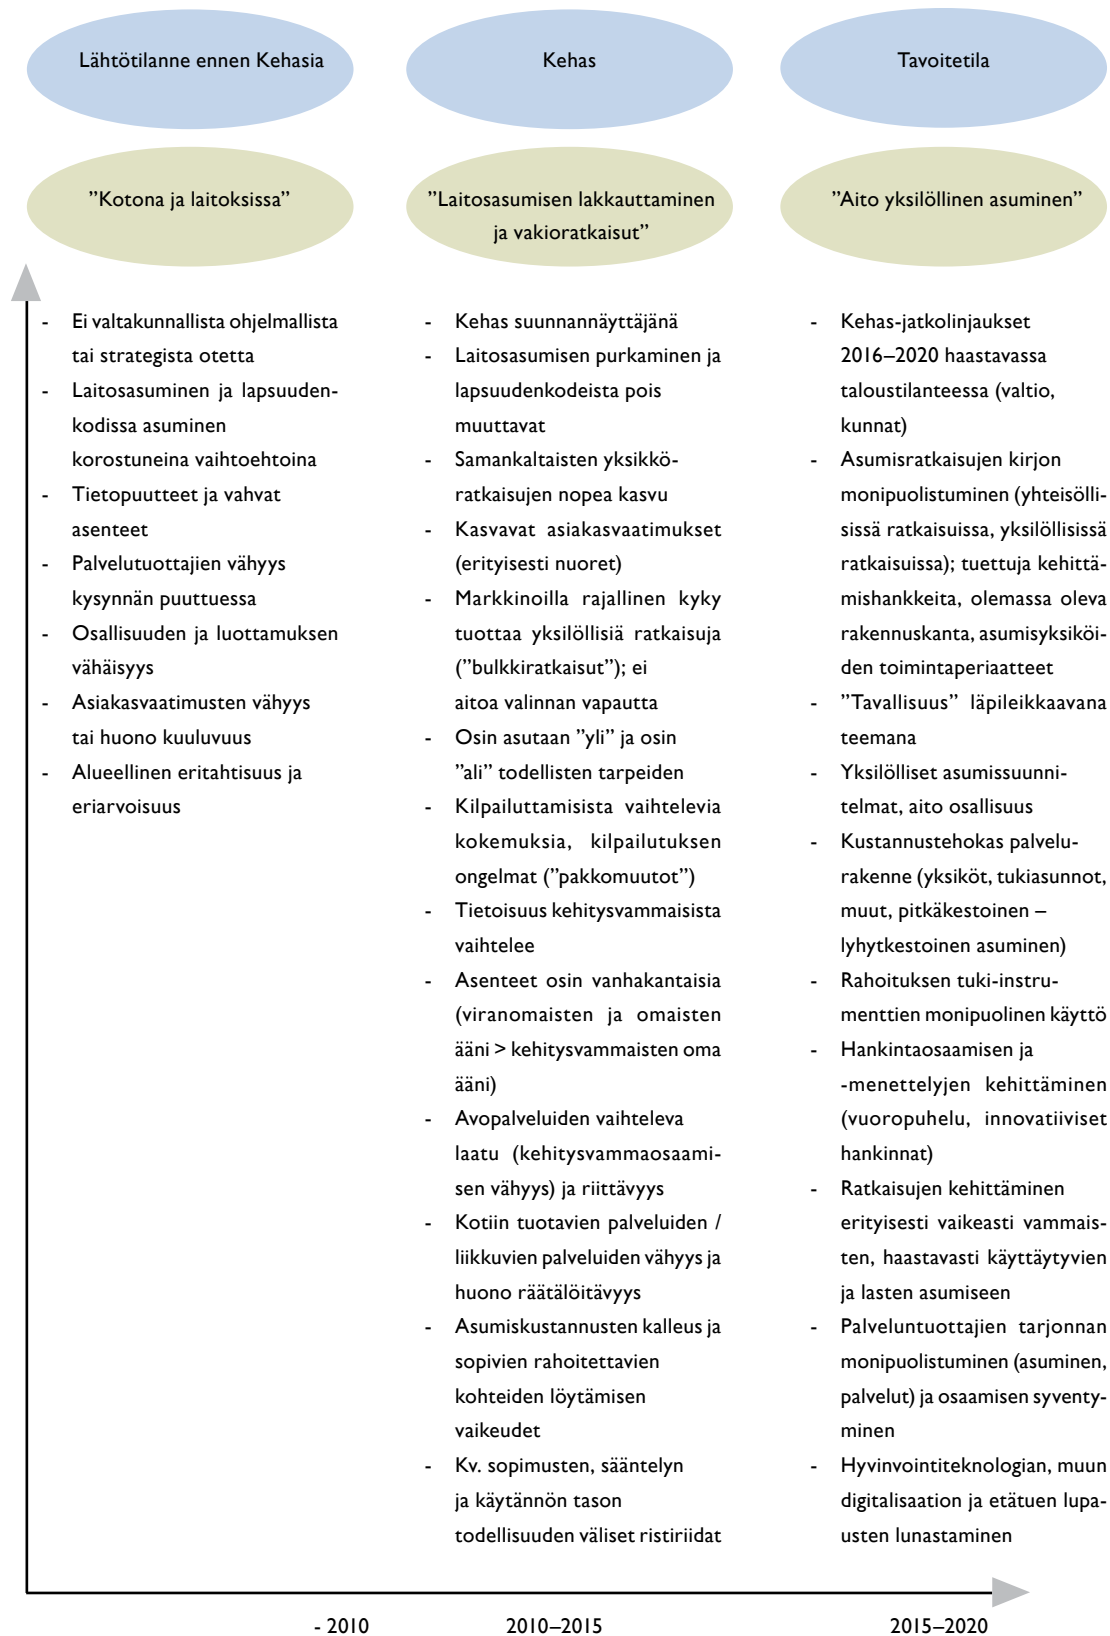 Lähtötilanne ennen Kehasia
Kehas
Tavoitetila
”Kotona ja laitoksissa”
”Laitosasumisen lakkauttaminen
ja vakioratkaisut”
”Aito yksilöllinen asuminen”
- Ei valtakunnallista ohjelmallista
tai strategista otetta
- Laitosasuminen ja lapsuuden-
kodissa asuminen
korostuneina vaihtoehtoina
- Tietopuutteet ja vahvat
asenteet
- Palvelutuottajien vähyys
kysynnän puuttuessa
- Osallisuuden ja luottamuksen
vähäisyys
- Asiakasvaatimusten vähyys
tai huono kuuluvuus
- Alueellinen eritahtisuus ja
eriarvoisuus
- Kehas suunnannäyttäjänä
- Laitosasumisen purkaminen ja
lapsuudenkodeista pois
muuttavat
- Samankaltaisten yksikkö-
ratkaisujen nopea kasvu
- Kasvavat asiakasvaatimukset
(erityisesti nuoret)
- Markkinoilla rajallinen kyky
tuottaa yksilöllisiä ratkaisuja
(”bulkkiratkaisut”); ei
aitoa valinnan vapautta
- Osin asutaan ”yli” ja osin
”ali” todellisten tarpeiden
- Kilpailuttamisista vaihtelevia
kokemuksia, kilpailutuksen
ongelmat (”pakkomuutot”)
- Tietoisuus kehitysvammaisista
vaihtelee
- Asenteet osin vanhakantaisia
(viranomaisten ja omaisten
ääni > kehitysvammaisten oma
ääni)
- Avopalveluiden vaihteleva
laatu (kehitysvammaosaami-
sen vähyys) ja riittävyys
- Kotiin tuotavien palveluiden /
liikkuvien palveluiden vähyys ja
huono räätälöitävyys
- Asumiskustannusten kalleus ja
sopivien rahoitettavien
kohteiden löytämisen
vaikeudet
- Kv. sopimusten, sääntelyn
ja käytännön tason
todellisuuden väliset ristiriidat
- Kehas-jatkolinjaukset
2016–2020 haastavassa
taloustilanteessa (valtio,
kunnat)
- Asumisratkaisujen kirjon
monipuolistuminen (yhteisölli-
sissä ratkaisuissa, yksilöllisissä
ratkaisuissa); tuettuja kehittä-
mishankkeita, olemassa oleva
rakennuskanta, asumisyksiköi-
den toimintaperiaatteet
- ”Tavallisuus” läpileikkaavana
teemana
- Yksilölliset asumissuunni-
telmat, aito osallisuus
- Kustannustehokas palvelu-
rakenne (yksiköt, tukiasunnot,
muut, pitkäkestoinen –
lyhytkestoinen asuminen)
- Rahoituksen tuki-instru-
menttien monipuolinen käyttö
- Hankintaosaamisen ja
-menettelyjen kehittäminen
(vuoropuhelu, innovatiiviset
hankinnat)
- Ratkaisujen kehittäminen
erityisesti vaikeasti vammais-
ten, haastavasti käyttäytyvien
ja lasten asumiseen
- Palveluntuottajien tarjonnan
monipuolistuminen (asuminen,
palvelut) ja osaamisen syventy-
minen
- Hyvinvointiteknologian, muun
digitalisaation ja etätuen lupa-
usten lunastaminen
- 2010
2010–2015
2015–2020